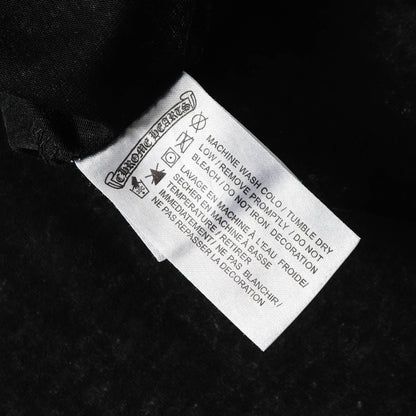 CHROME HEARTS
MACHINE WASH COLD / TUMBLE DRY
LOW / REMOVE PROMPTLY / DO NOT
BLEACH / DO NOT IRON DECORATION
LAVAGE EN MACHINE À L'EAU FROIDE/
SÉCHER EN MACHINE À BASSE
TEMPÉRATURE / RETIRER
IMMÉDIATEMENT/ NE PAS BLANCHIR/
NE PAS REPASSER LA DÉCORATION